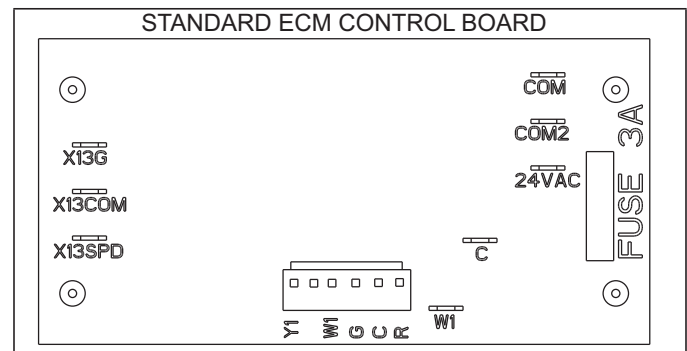 STANDARD ECM CONTROL BOARD
COM
COM2
24VAC
FUSE 3A
X13G
X13COM
X13SPD
C
W1
Y1
W1
G
C
R